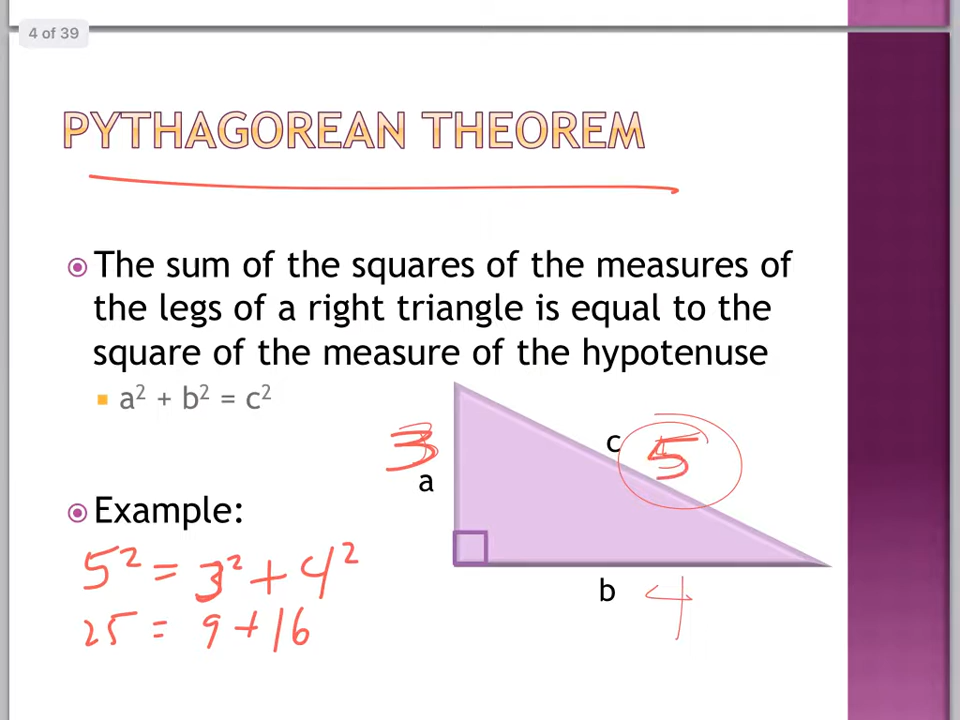 4 of 39
PYTHAGOREAN THEOREM
The sum of the squares of the measures of
the legs of a right triangle is equal to the
square of the measure of the hypotenuse
a² + b² = c²
3
c 5
a
Example:
5² = 3² + 4²
b 4
25 = 9 + 16